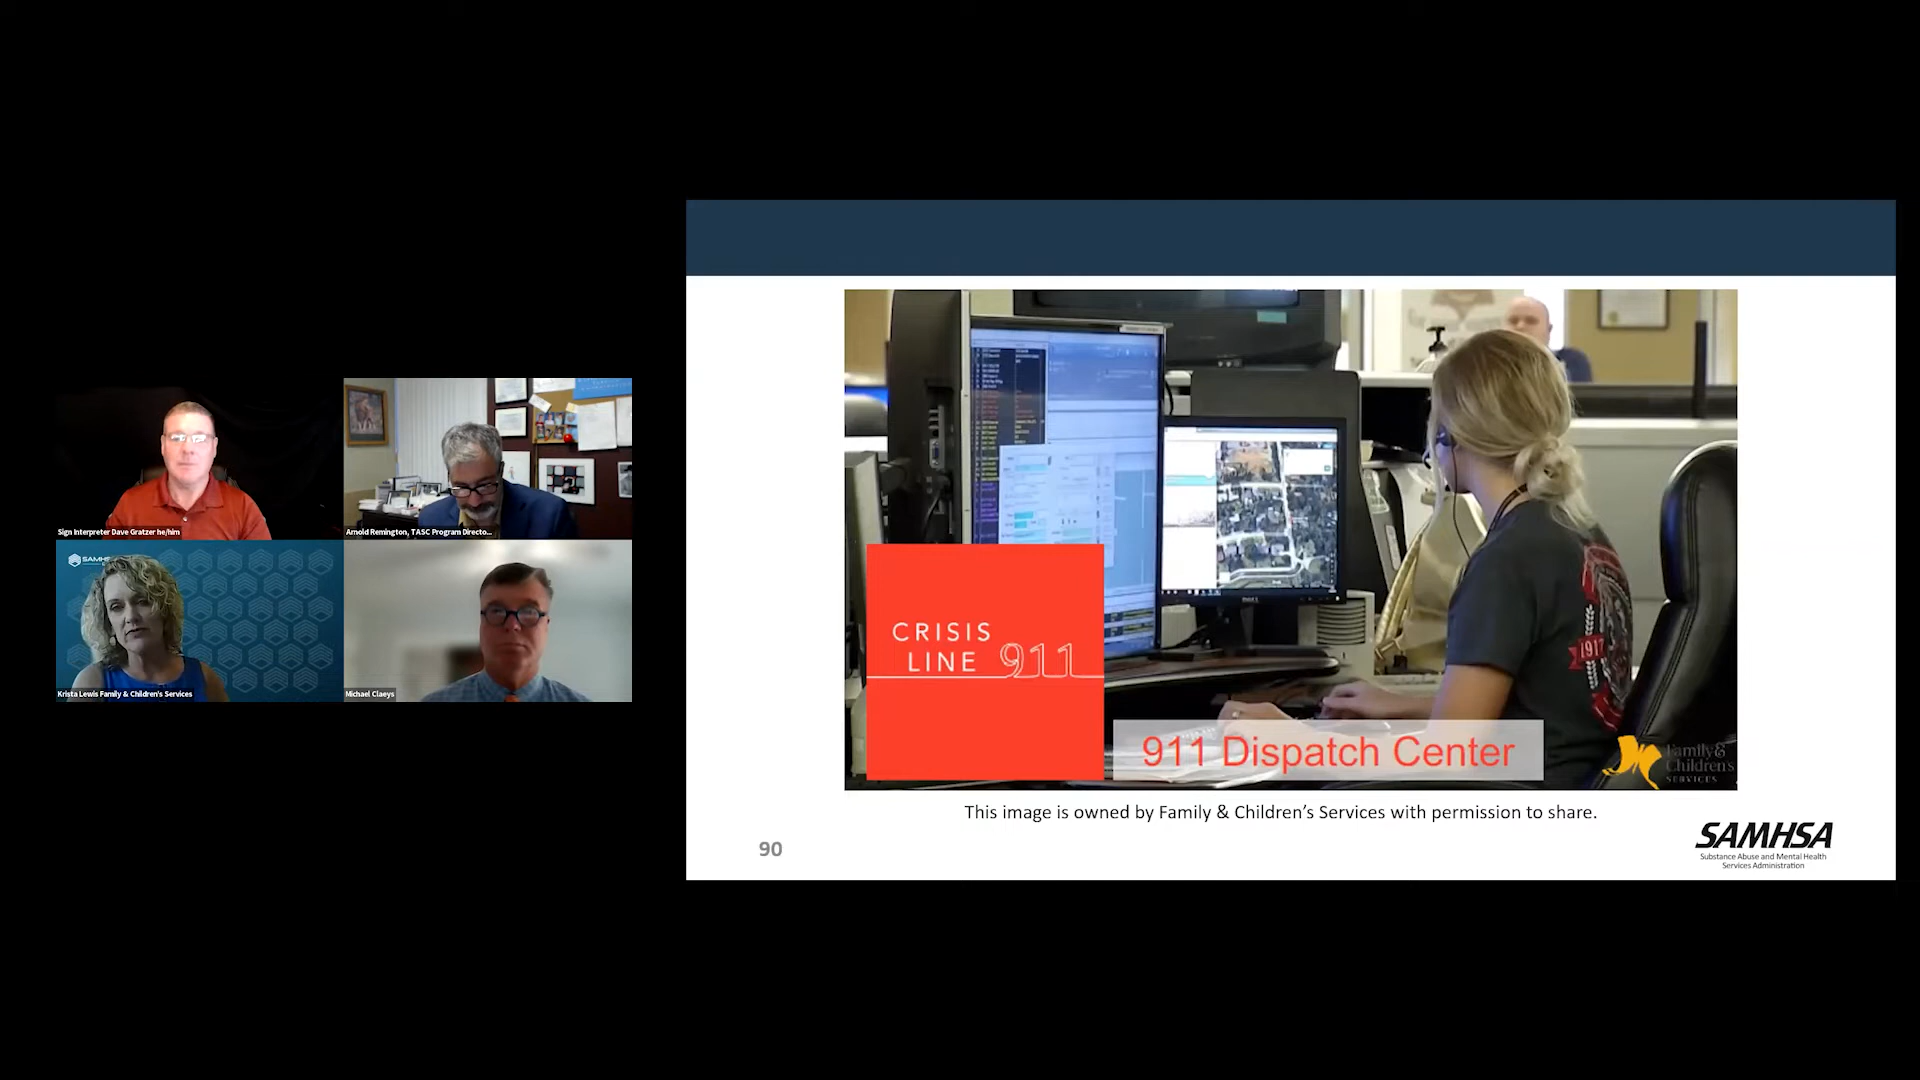 Sign Interpreter Dave Gratzer he/him
Arnold Remington, TASC Program Directo...
Krista Lewis Family & Children's Services
Michael Claeys
CRISIS
LINE 911
1917
911 Dispatch Center
Family &
Children's
SERVICES
This image is owned by Family & Children's Services with permission to share.
90
SAMHSA
Substance Abuse and Mental Health
Services Administration